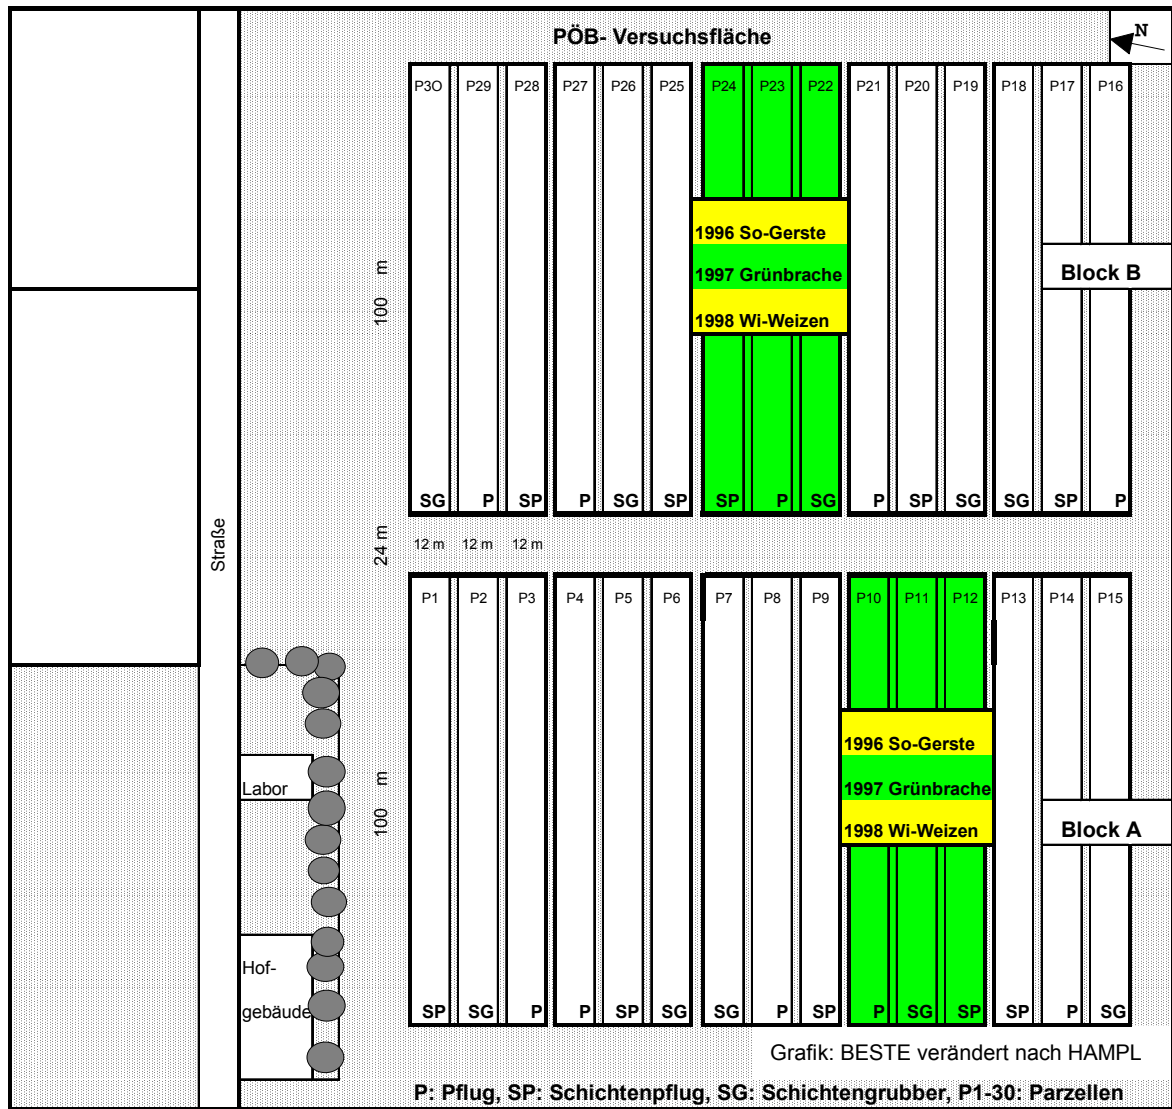 PÖB- Versuchsfläche
N
P3O P29 P28 P27 P26 P25 P24 P23 P22 P21 P20 P19 P18 P17 P16
1996 So-Gerste
1997 Grünbrache
1998 Wi-Weizen
Block B
100 m
SG P SP P SG SP SP P SG P SP SG SG SP P
Straße
24 m
12 m 12 m 12 m
P1 P2 P3 P4 P5 P6 P7 P8 P9 P10 P11 P12 P13 P14 P15
1996 So-Gerste
1997 Grünbrache
1998 Wi-Weizen
Block A
100 m
Labor
Hof-
gebäude
SP SG P P SP SG SG P SP P SG SP SP P SG
Grafik: BESTE verändert nach HAMPL
P: Pflug, SP: Schichtenpflug, SG: Schichtengrubber, P1-30: Parzellen